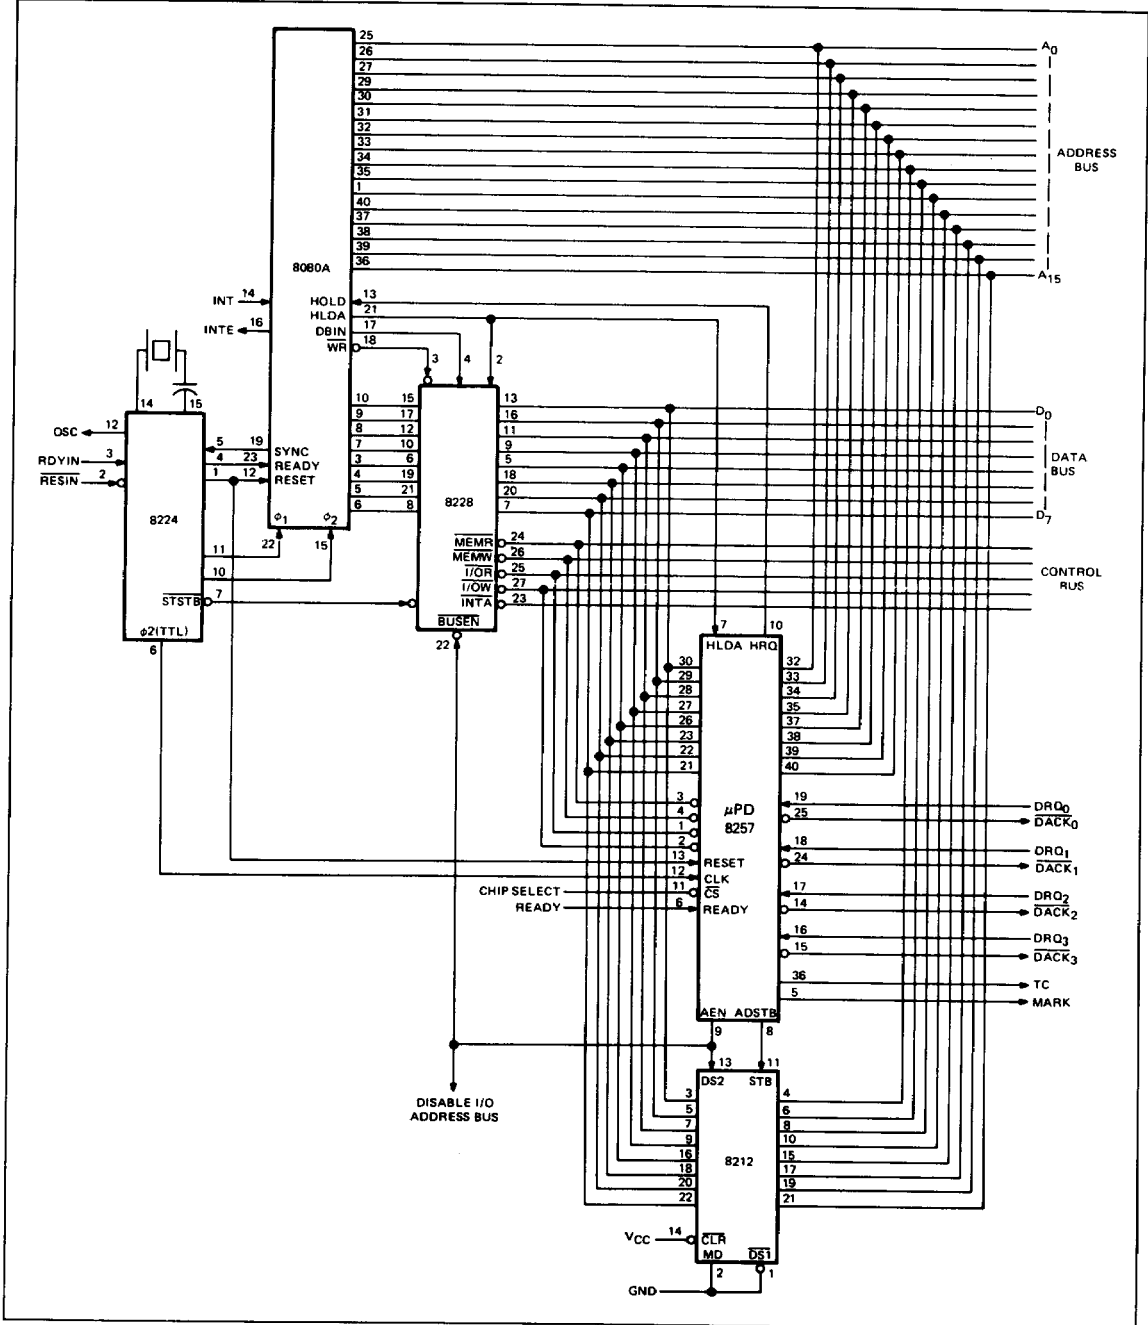 25
26
27
29
30
31
32
33
34
35
1
40
37
38
39
36
A0
ADDRESS
BUS
A15
8080A
INT 14
INTE 16
HOLD 13
HLDA 21
DBIN 17
WR 18
3 4 2
14 15
OSC 12
RDYIN 3
RESIN 2
8224
5 19 SYNC
4 23 READY
1 12 RESET
φ1 φ2
22 15
11
10
STSTB 7
φ2(TTL)
6
10 15
9 17
8 12
7 10
3 6
4 19
5 21
6 8
8228
13
16
11
9
5
18
20
7
D0
DATA
BUS
D7
MEMR 24
MEMW 26
I/OR 25
I/OW 27
INTA 23
BUSEN
22
CONTROL
BUS
7 10
HLDA HRQ
30 32
29 33
28 34
27 35
26 37
23 38
22 39
21 40
μPD
8257
3
4
1
2
13 RESET
12 CLK
CHIP SELECT 11 CS
READY 6 READY
19 DRQ0
25 DACK0
18 DRQ1
24 DACK1
17 DRQ2
14 DACK2
16 DRQ3
15 DACK3
36 TC
5 MARK
AEN ADSTB
9 8
13 11
DS2 STB
DISABLE I/O
ADDRESS BUS
3 4
5 6
7 8
9 10
16 15
18 17
20 19
22 21
8212
VCC 14 CLR
MD DS1
2 1
GND